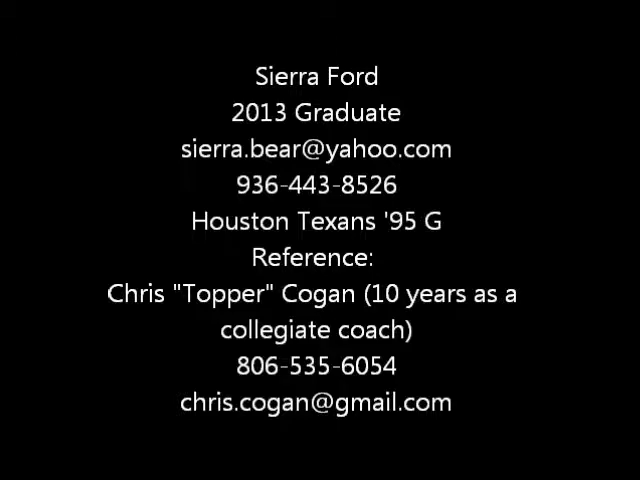 Sierra Ford
2013 Graduate
sierra.bear@yahoo.com
936-443-8526
Houston Texans '95 G
Reference:
Chris "Topper" Cogan (10 years as a
collegiate coach)
806-535-6054
chris.cogan@gmail.com